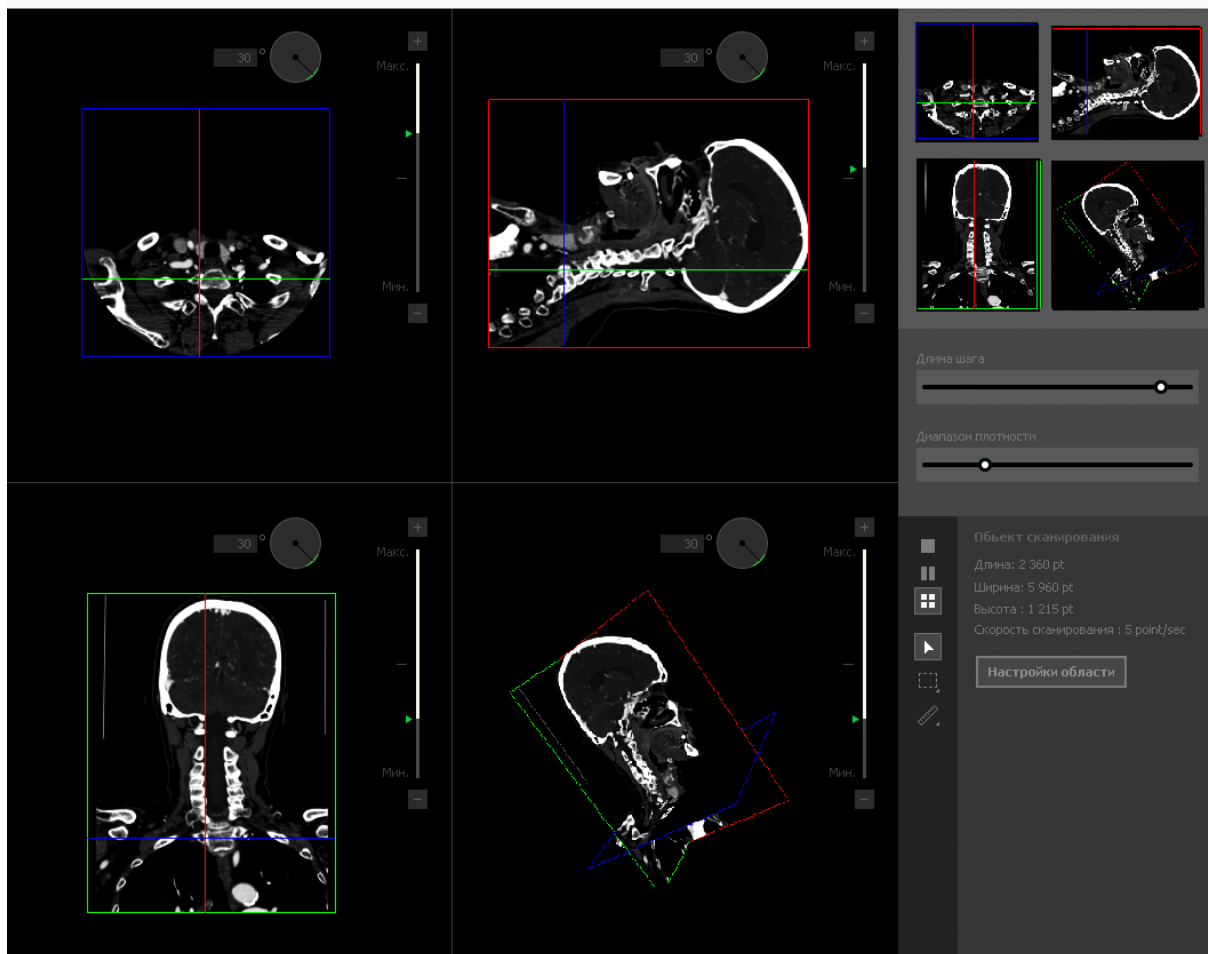 30 °
+
Макс.
Мин.
−
30 °
+
Макс.
Мин.
−
Длина шага
Диапазон плотности
30 °
+
Макс.
Мин.
−
30 °
+
Макс.
Мин.
−
Обьект сканирования
Длина: 2 360 pt
Ширина: 5 960 pt
Высота : 1 215 pt
Скорость сканирования : 5 point/sec
Настройки области